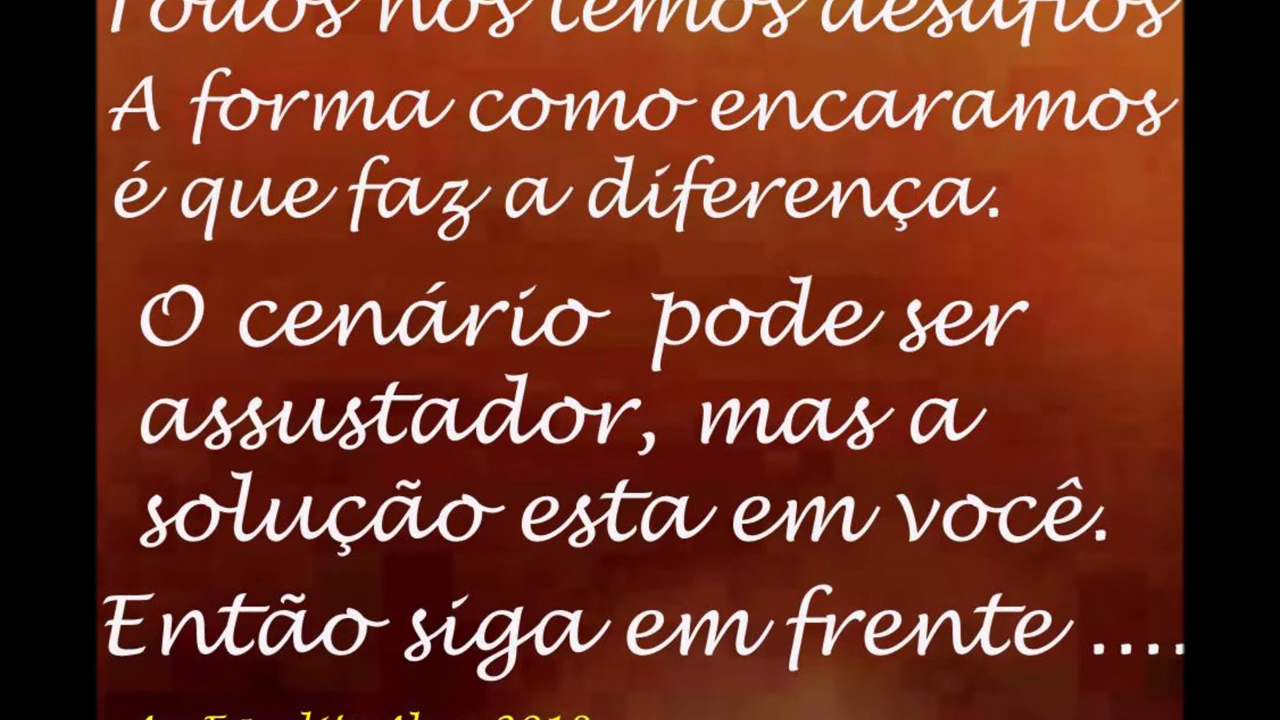 Todos nós temos desafios
A forma como encaramos
é que faz a diferença.
O cenário pode ser
assustador, mas a
solução esta em você.
Então siga em frente ....